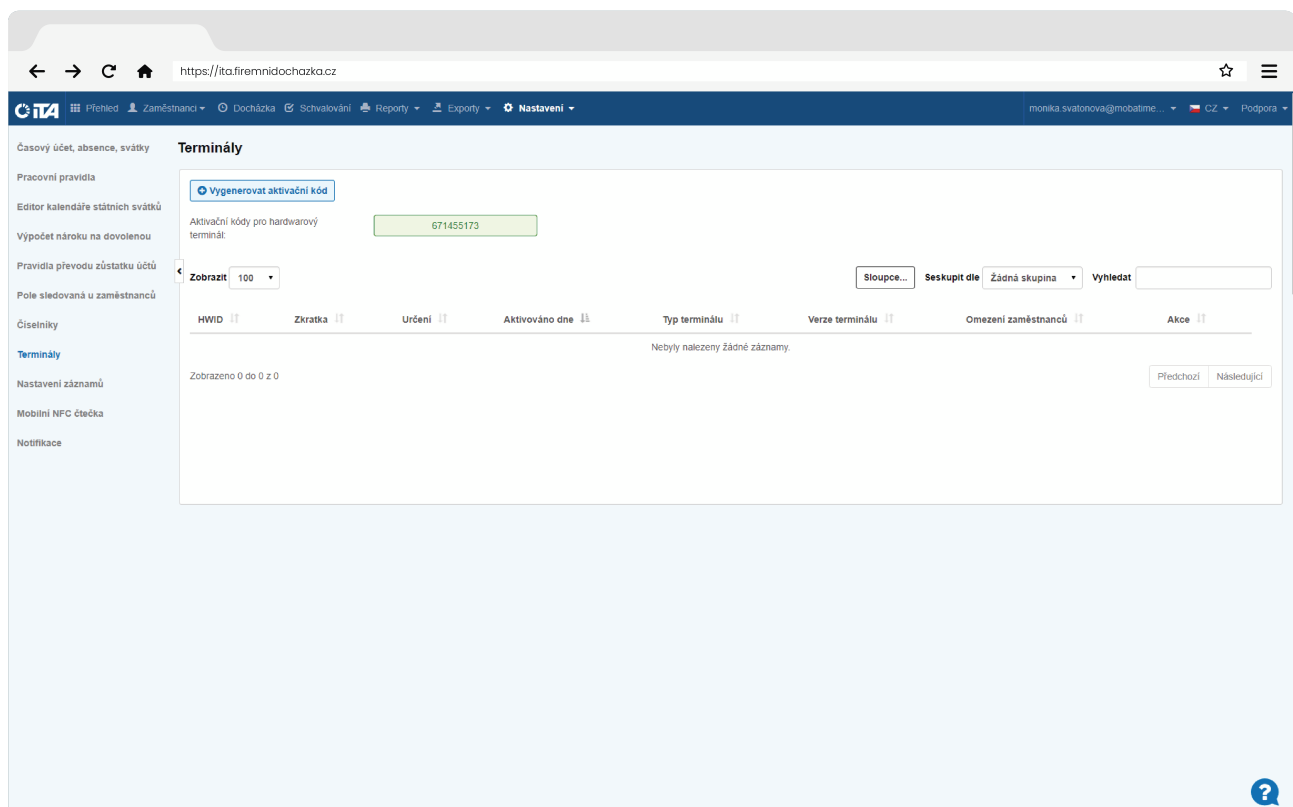 https://ita.firemnidochazka.cz
ITA Přehled Zaměstnanci Docházka Schvalování Reporty Exporty Nastavení monika.svatonova@mobatime... CZ Podpora
Časový účet, absence, svátky
Pracovní pravidla
Editor kalendáře státních svátků
Výpočet nároku na dovolenou
Pravidla převodu zůstatku účtů
Pole sledovaná u zaměstnanců
Číselníky
Terminály
Nastavení záznamů
Mobilní NFC čtečka
Notifikace
Terminály
Vygenerovat aktivační kód
Aktivační kódy pro hardwarový
terminál:
671455173
Zobrazit 100 Sloupce... Seskupit dle Žádná skupina Vyhledat
HWID Zkratka Určení Aktivováno dne Typ terminálu Verze terminálu Omezení zaměstnanců Akce
Nebyly nalezeny žádné záznamy.
Zobrazeno 0 do 0 z 0 Předchozí Následující
?